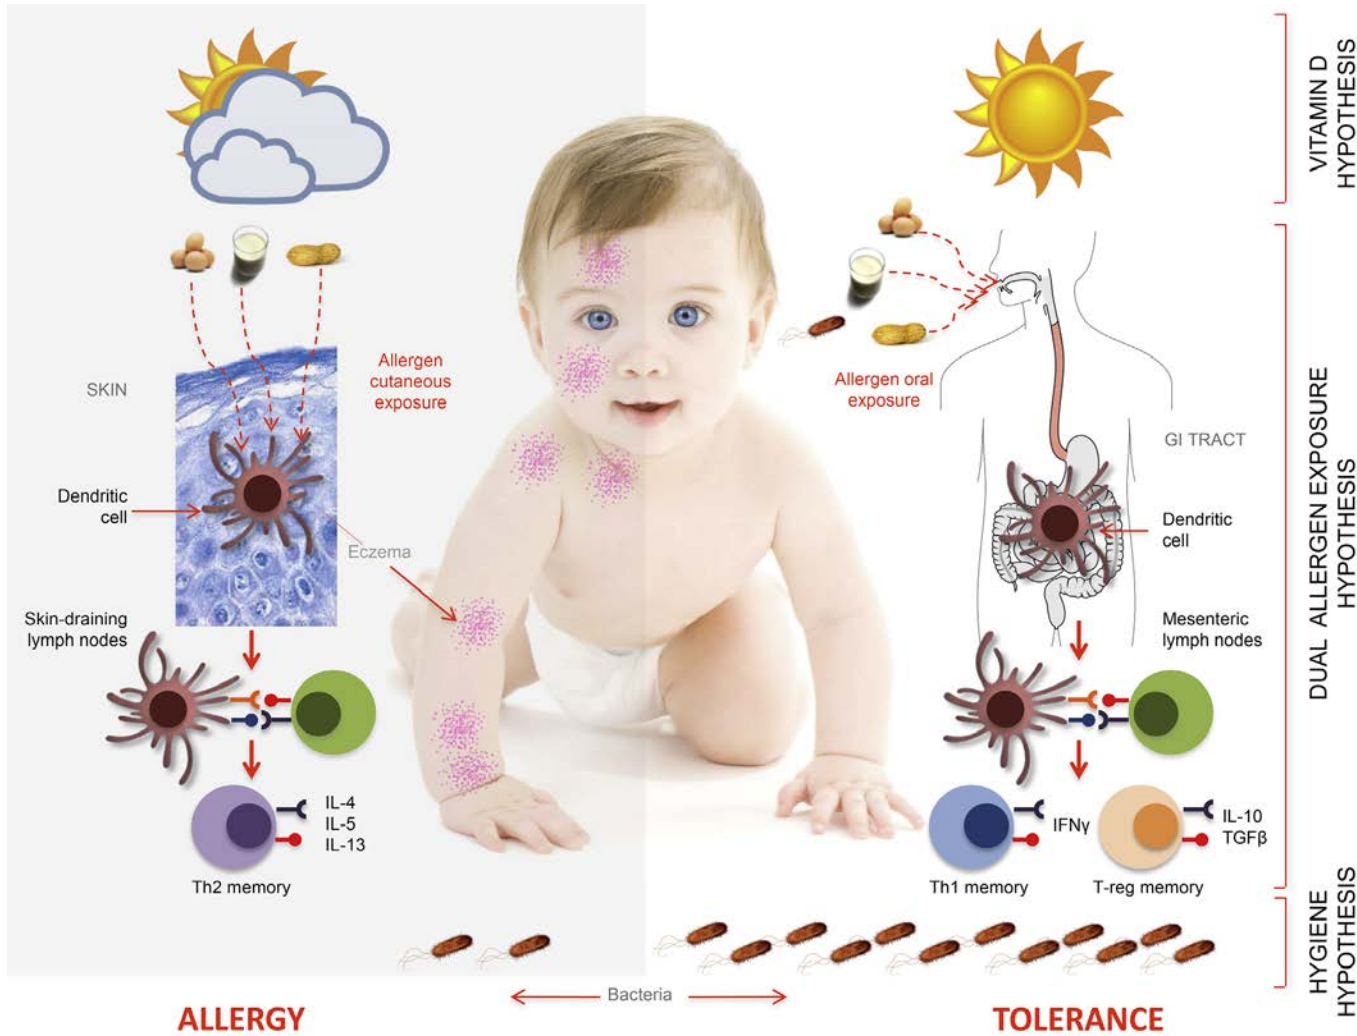 VITAMIN D
HYPOTHESIS
SKIN
Allergen
cutaneous
exposure
Dendritic
cell
Eczema
Skin-draining
lymph nodes
IL-4
IL-5
IL-13
Th2 memory
Allergen oral
exposure
GI TRACT
Dendritic
cell
Mesenteric
lymph nodes
IFNγ
IL-10
TGFβ
Th1 memory
T-reg memory
DUAL ALLERGEN EXPOSURE
HYPOTHESIS
HYGIENE
HYPOTHESIS
Bacteria
ALLERGY
TOLERANCE